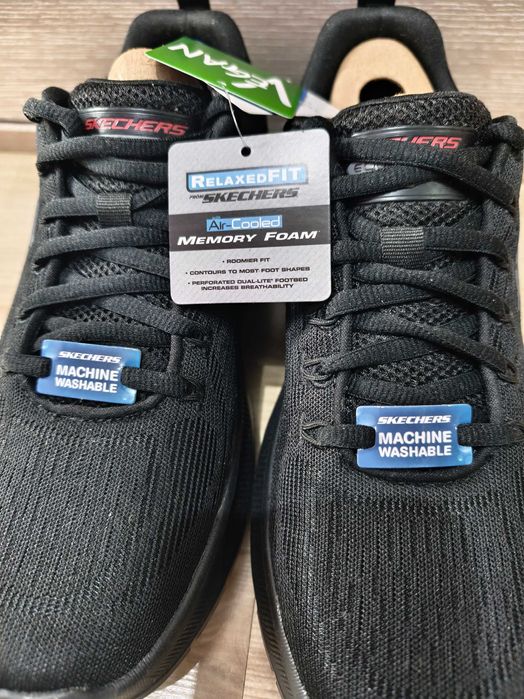 VEGAN
SKECHERS
SKECHERS
RELAXED FIT
FROM SKECHERS
Air-Cooled
MEMORY FOAM
• ROOMIER FIT
• CONTOURS TO MOST FOOT SHAPES
• PERFORATED DUAL-LITE® FOOTBED
INCREASES BREATHABILITY
SKECHERS
MACHINE
WASHABLE
SKECHERS
MACHINE
WASHABLE